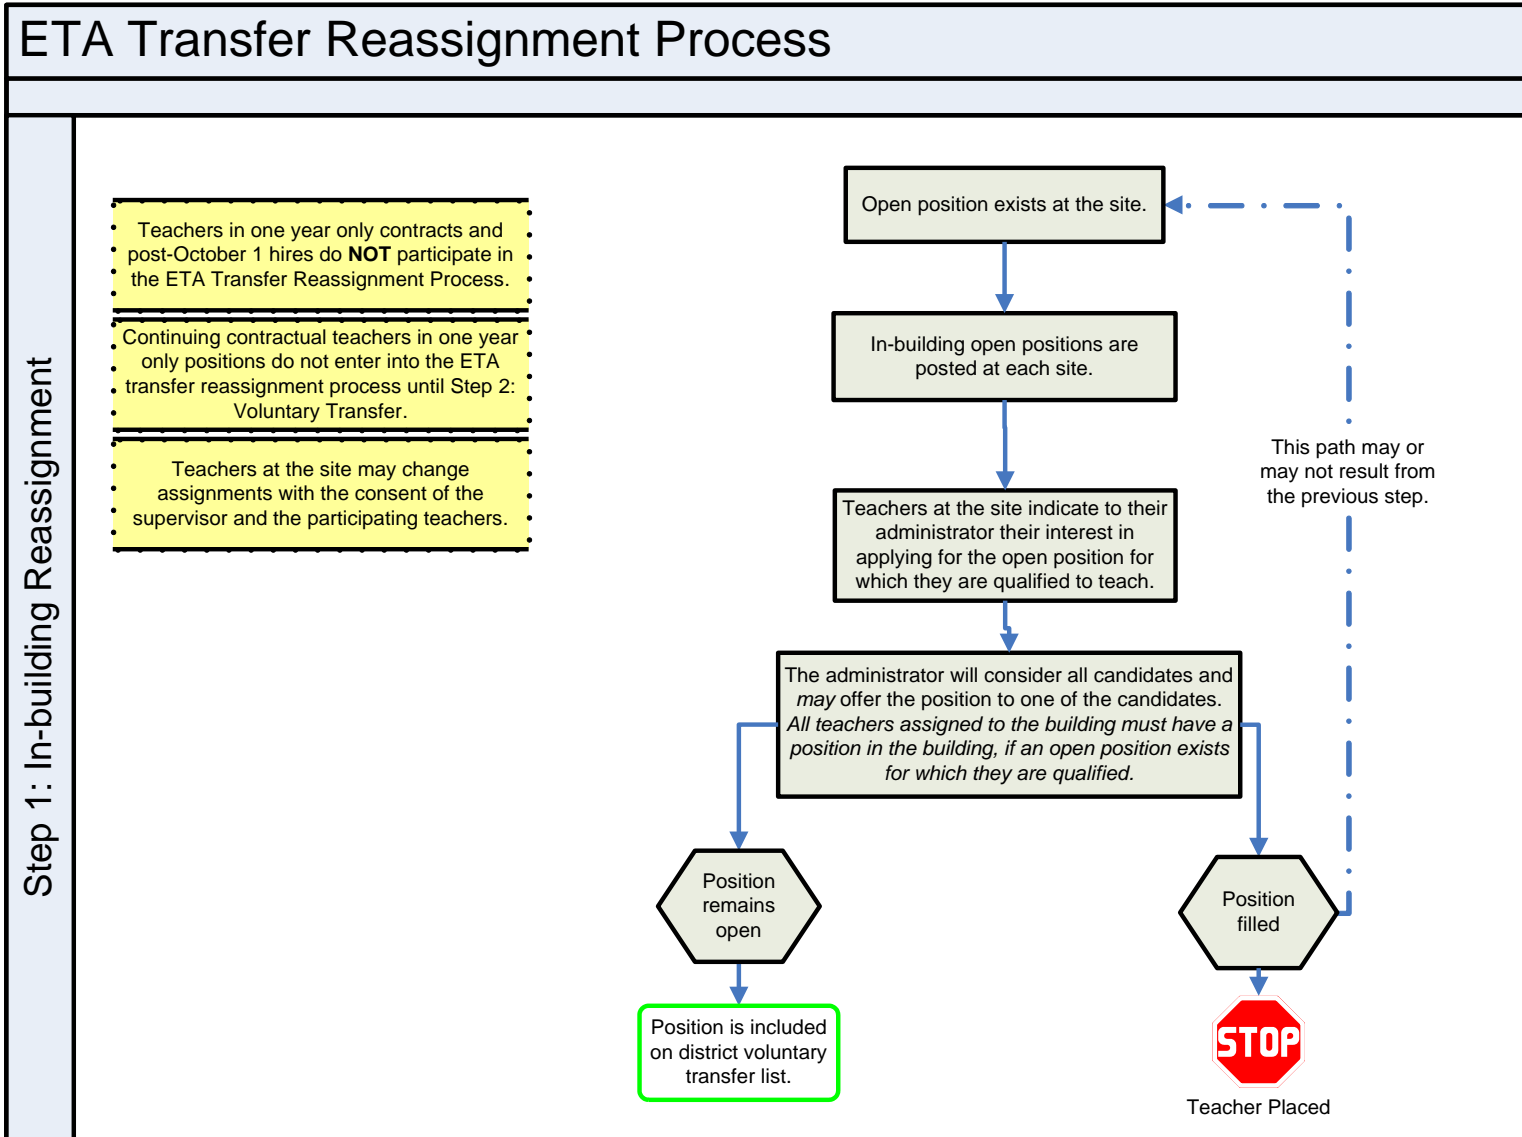 ETA Transfer Reassignment Process
Step 1: In-building Reassignment
Teachers in one year only contracts and
post-October 1 hires do NOT participate in
the ETA Transfer Reassignment Process.
Continuing contractual teachers in one year
only positions do not enter into the ETA
transfer reassignment process until Step 2:
Voluntary Transfer.
Teachers at the site may change
assignments with the consent of the
supervisor and the participating teachers.
Open position exists at the site.
In-building open positions are
posted at each site.
Teachers at the site indicate to their
administrator their interest in
applying for the open position for
which they are qualified to teach.
The administrator will consider all candidates and
may offer the position to one of the candidates.
All teachers assigned to the building must have a
position in the building, if an open position exists
for which they are qualified.
This path may or
may not result from
the previous step.
Position
remains
open
Position
filled
Position is included
on district voluntary
transfer list.
STOP
Teacher Placed